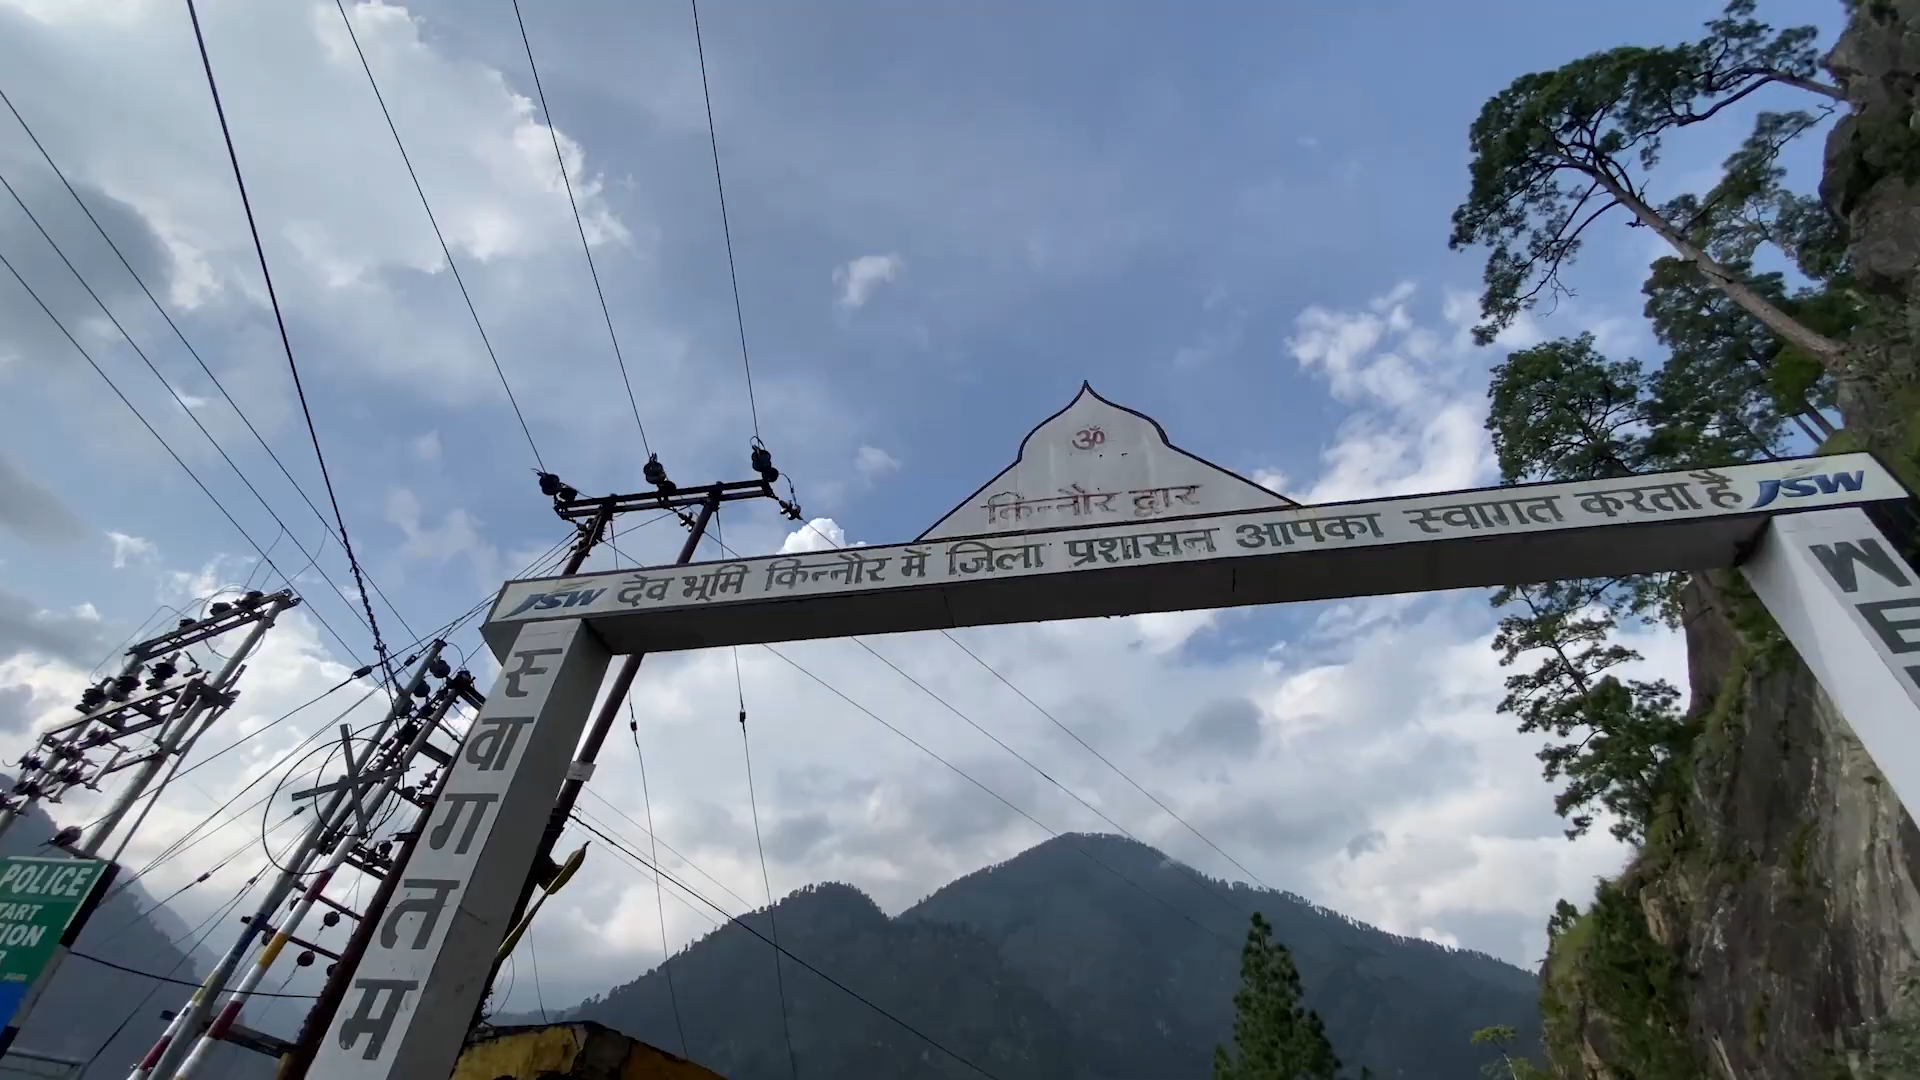 ॐ
किन्नौर द्वार
JSW देव भूमि किन्नौर में जिला प्रशासन आपका स्वागत करता है JSW
स्वागतम
WE
POLICE